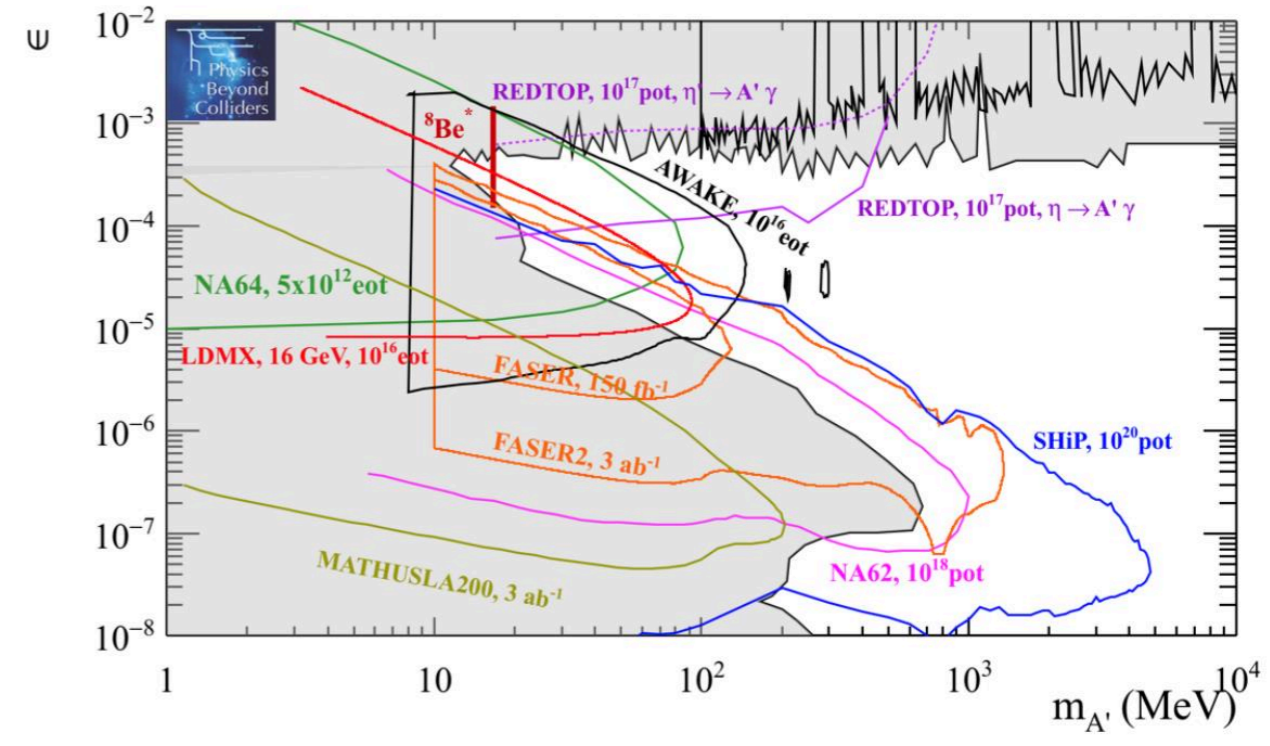 10⁻²
ϵ
Physics
Beyond
Colliders
REDTOP, 10¹⁷pot, η' → A' γ
10⁻³
⁸Be*
AWAKE, 10¹⁶eot
REDTOP, 10¹⁷pot, η → A' γ
10⁻⁴
NA64, 5x10¹²eot
10⁻⁵
LDMX, 16 GeV, 10¹⁶eot
FASER, 150 fb⁻¹
10⁻⁶
SHiP, 10²⁰pot
FASER2, 3 ab⁻¹
10⁻⁷
MATHUSLA200, 3 ab⁻¹
NA62, 10¹⁸pot
10⁻⁸
1 10 10² 10³ 10⁴
m_A' (MeV)